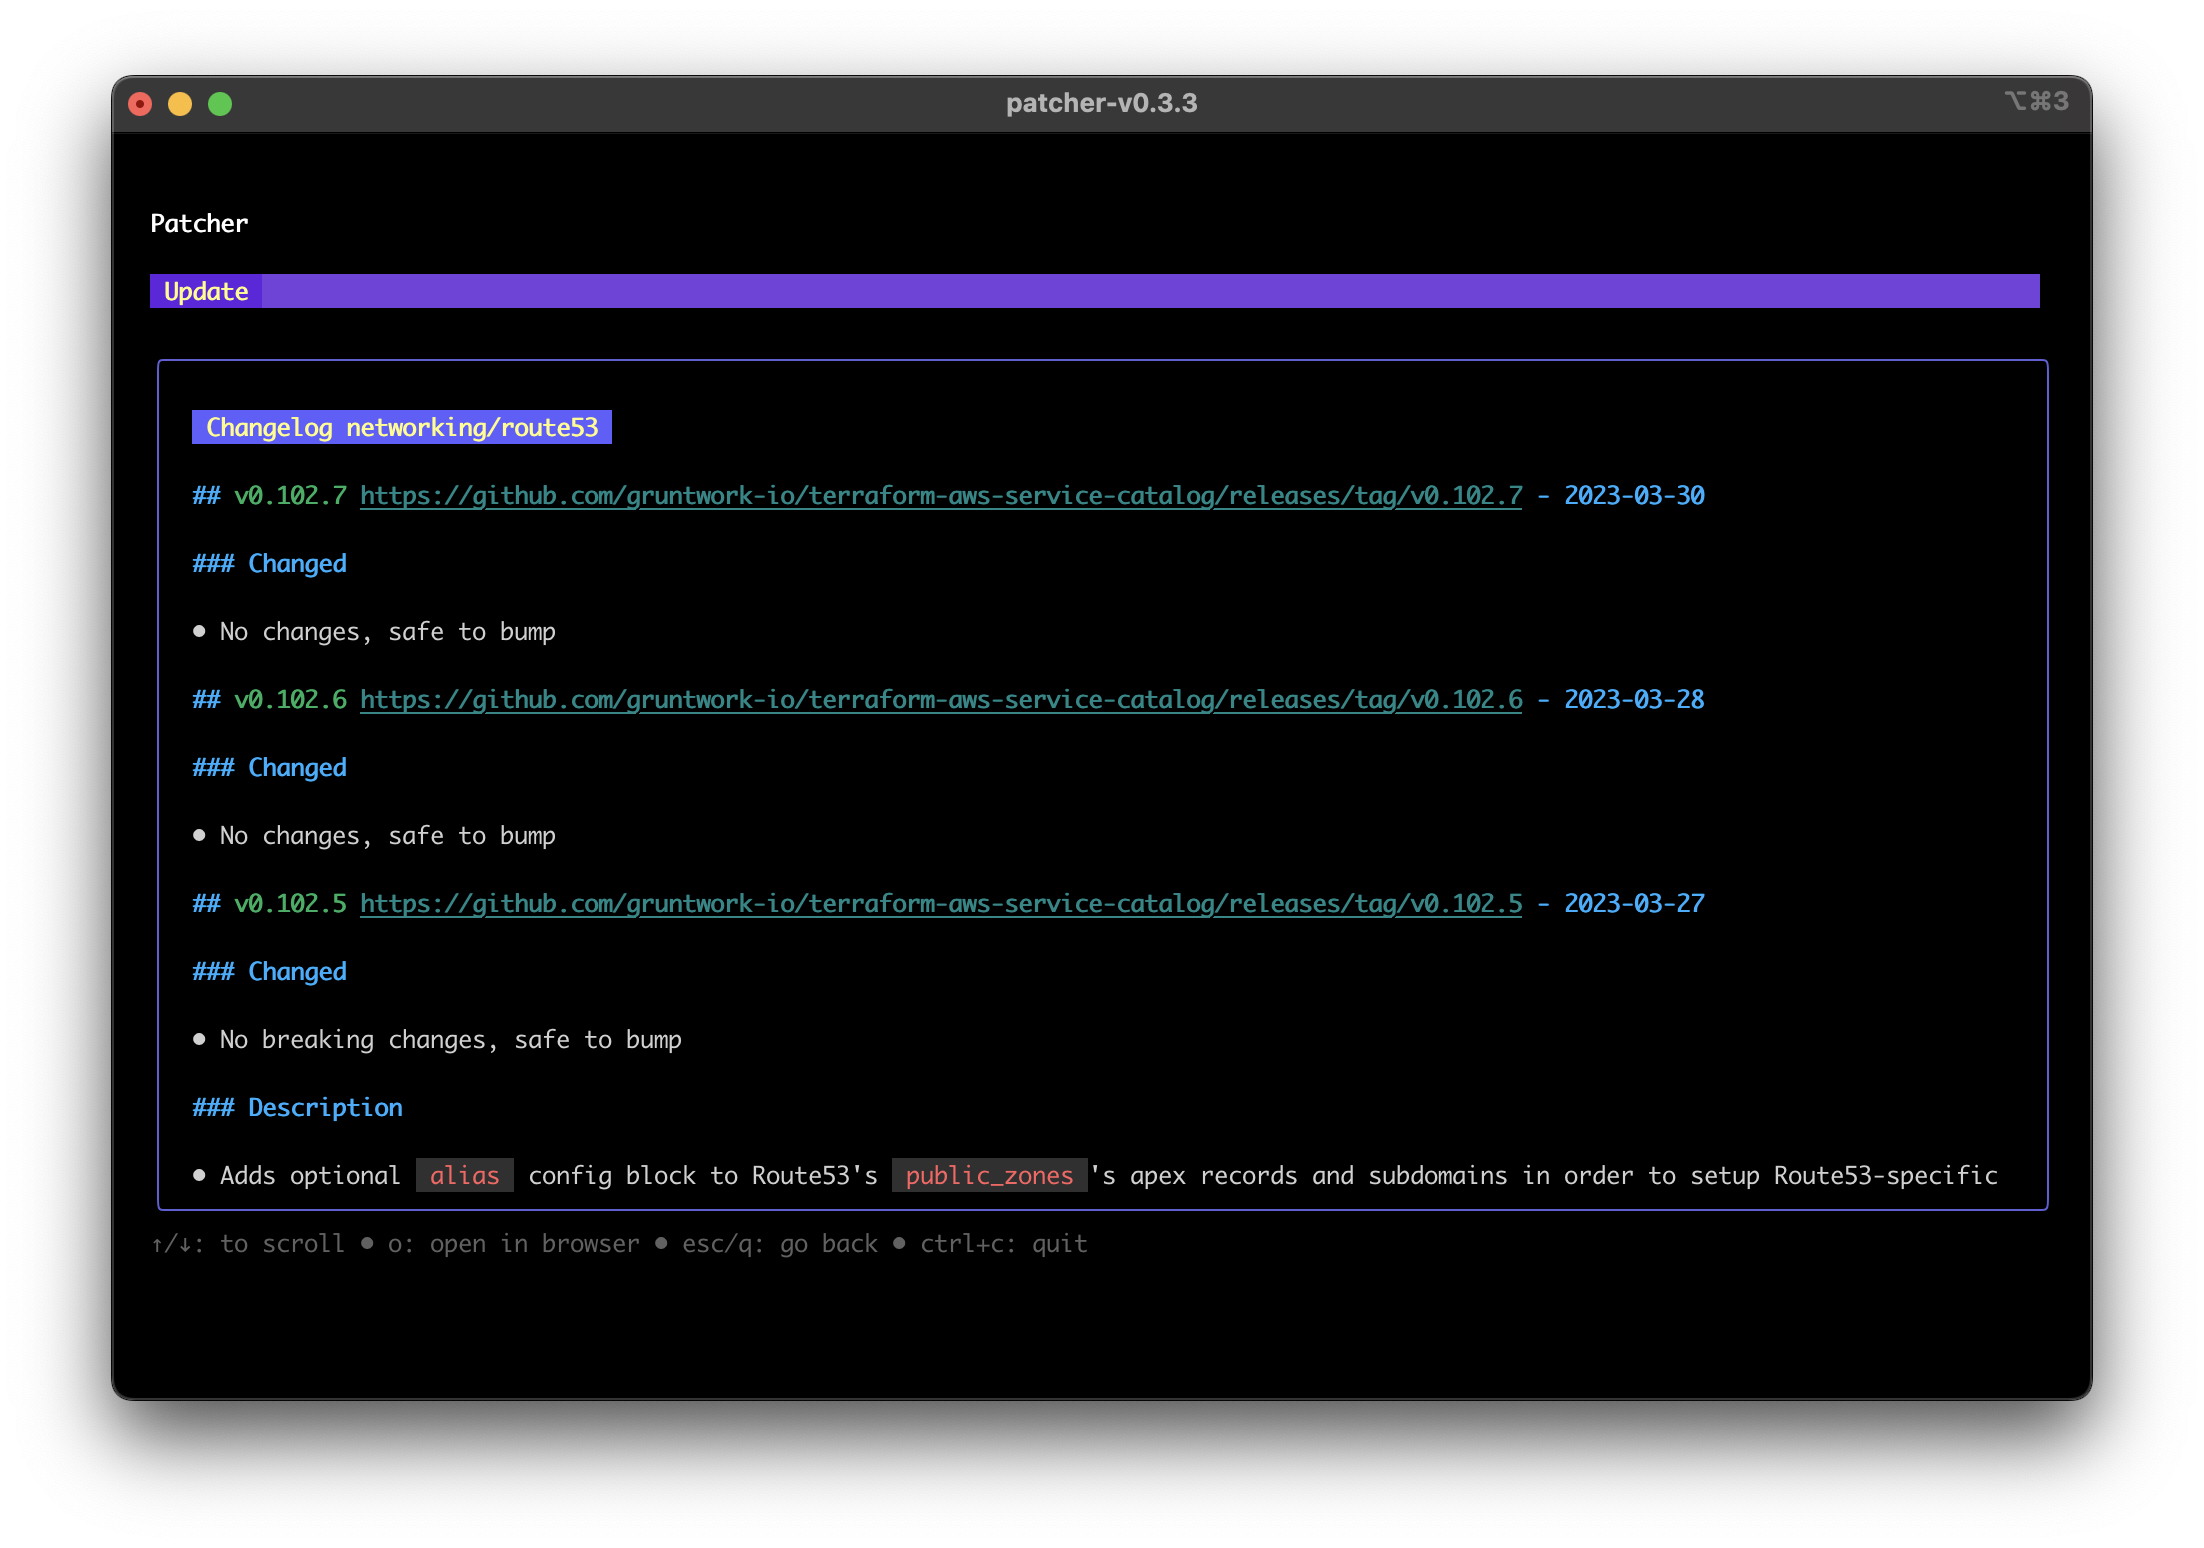 patcher-v0.3.3
⌥⌘3
Patcher
Update
Changelog networking/route53
## v0.102.7 https://github.com/gruntwork-io/terraform-aws-service-catalog/releases/tag/v0.102.7 - 2023-03-30
### Changed
● No changes, safe to bump
## v0.102.6 https://github.com/gruntwork-io/terraform-aws-service-catalog/releases/tag/v0.102.6 - 2023-03-28
### Changed
● No changes, safe to bump
## v0.102.5 https://github.com/gruntwork-io/terraform-aws-service-catalog/releases/tag/v0.102.5 - 2023-03-27
### Changed
● No breaking changes, safe to bump
### Description
● Adds optional alias config block to Route53's public_zones 's apex records and subdomains in order to setup Route53-specific
↑/↓: to scroll ● o: open in browser ● esc/q: go back ● ctrl+c: quit